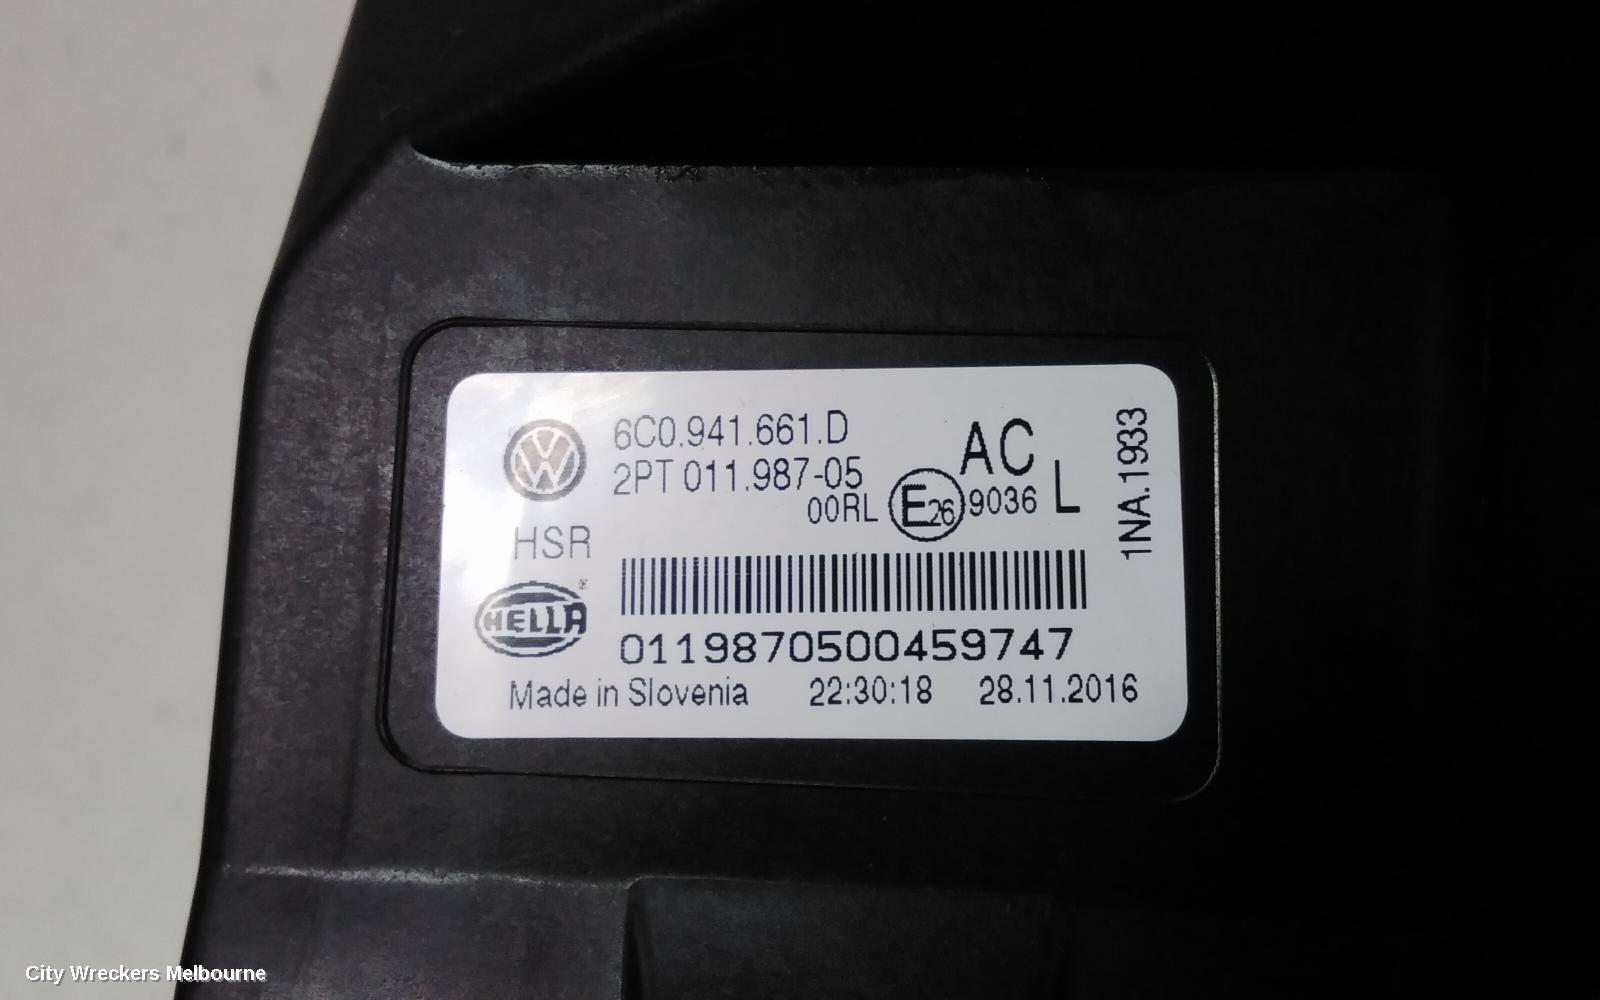 6C0.941.661.D
2PT 011.987-05
00RL E26 9036
AC
L
1NA.1933
HSR
HELLA®
0119870500459747
Made in Slovenia 22:30:18 28.11.2016
City Wreckers Melbourne